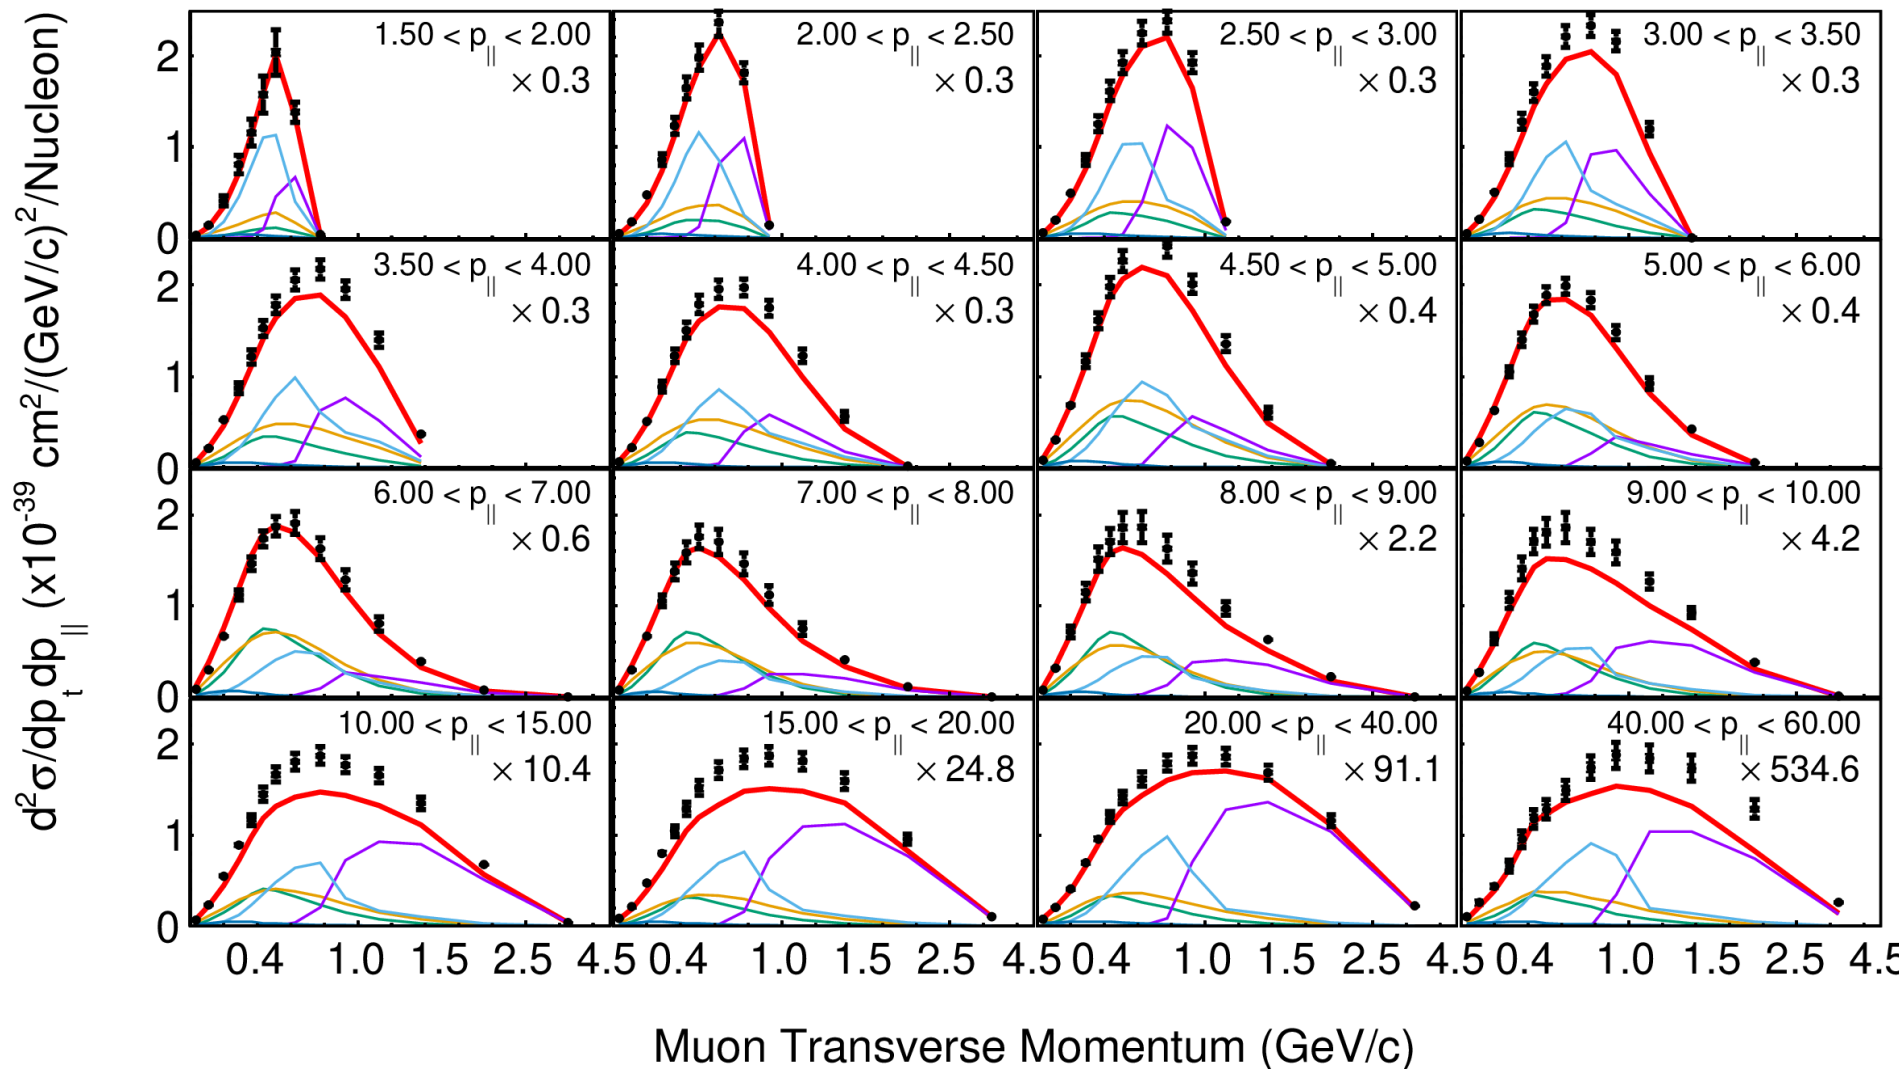 d²σ/dp_t dp_|| (x10⁻³⁹ cm²/(GeV/c)²/Nucleon)
1.50 < p_|| < 2.00
× 0.3
2.00 < p_|| < 2.50
× 0.3
2.50 < p_|| < 3.00
× 0.3
3.00 < p_|| < 3.50
× 0.3
2
1
0
3.50 < p_|| < 4.00
× 0.3
4.00 < p_|| < 4.50
× 0.3
4.50 < p_|| < 5.00
× 0.4
5.00 < p_|| < 6.00
× 0.4
2
1
0
6.00 < p_|| < 7.00
× 0.6
7.00 < p_|| < 8.00
8.00 < p_|| < 9.00
× 2.2
9.00 < p_|| < 10.00
× 4.2
2
1
0
10.00 < p_|| < 15.00
× 10.4
15.00 < p_|| < 20.00
× 24.8
20.00 < p_|| < 40.00
× 91.1
40.00 < p_|| < 60.00
× 534.6
2
1
0
0.4 1.0 1.5 2.5 4.5 0.4 1.0 1.5 2.5 4.5 0.4 1.0 1.5 2.5 4.5 0.4 1.0 1.5 2.5 4.5
Muon Transverse Momentum (GeV/c)